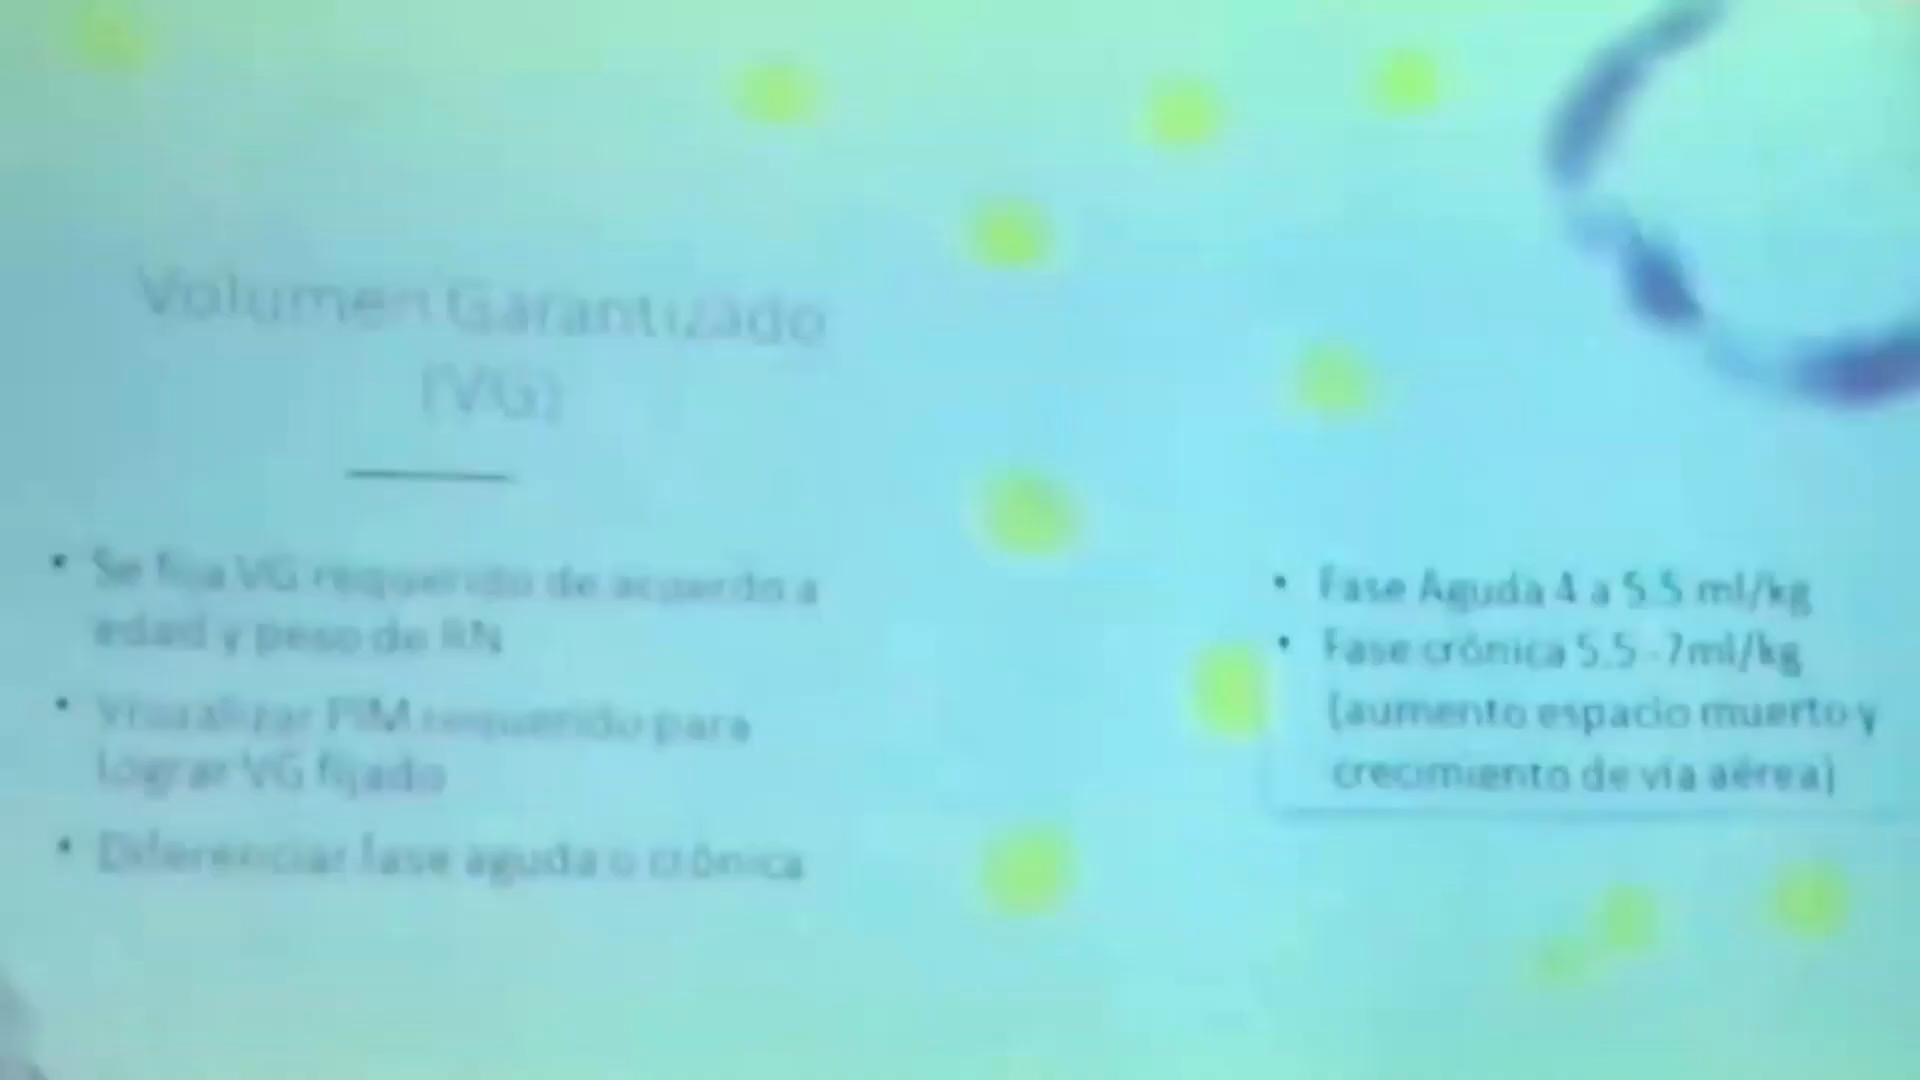 Volumen Garantizado
(VG)
• Se fija VG requerido de acuerdo a
edad y peso de RN
• Visualizar PIM requerido para
lograr VG fijado
• Diferenciar fase aguda o crónica
• Fase Aguda 4 a 5.5 ml/kg
• Fase crónica 5.5 -7ml/kg
(aumento espacio muerto y
crecimiento de vía aérea)